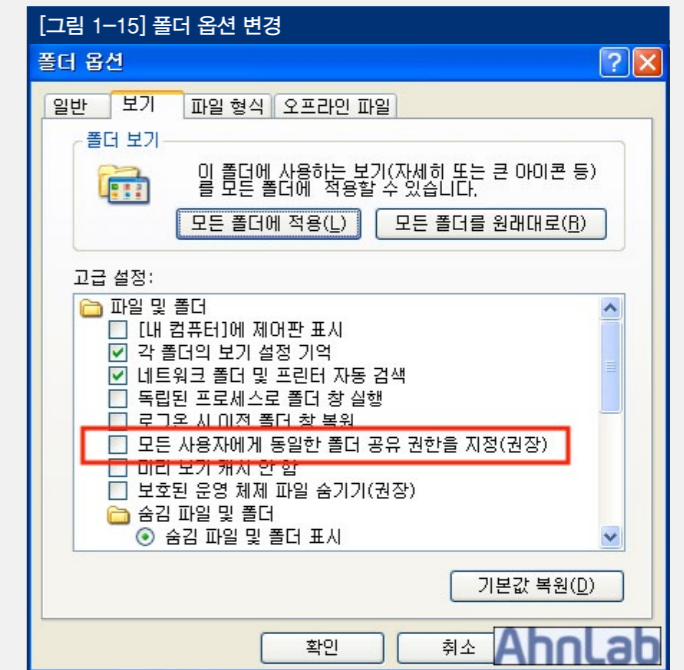 [그림 1-15] 폴더 옵션 변경
폴더 옵션
일반 보기 파일 형식 오프라인 파일
폴더 보기
이 폴더에 사용하는 보기(자세히 또는 큰 아이콘 등)
를 모든 폴더에 적용할 수 있습니다.
모든 폴더에 적용(L) 모든 폴더를 원래대로(R)
고급 설정:
파일 및 폴더
[내 컴퓨터]에 제어판 표시
각 폴더의 보기 설정 기억
네트워크 폴더 및 프린터 자동 검색
독립된 프로세스로 폴더 창 실행
로그온 시 이전 폴더 창 복원
모든 사용자에게 동일한 폴더 공유 권한을 지정(권장)
미리 보기 캐시 안 함
보호된 운영 체제 파일 숨기기(권장)
숨김 파일 및 폴더
숨김 파일 및 폴더 표시
기본값 복원(D)
확인 취소 AhnLab